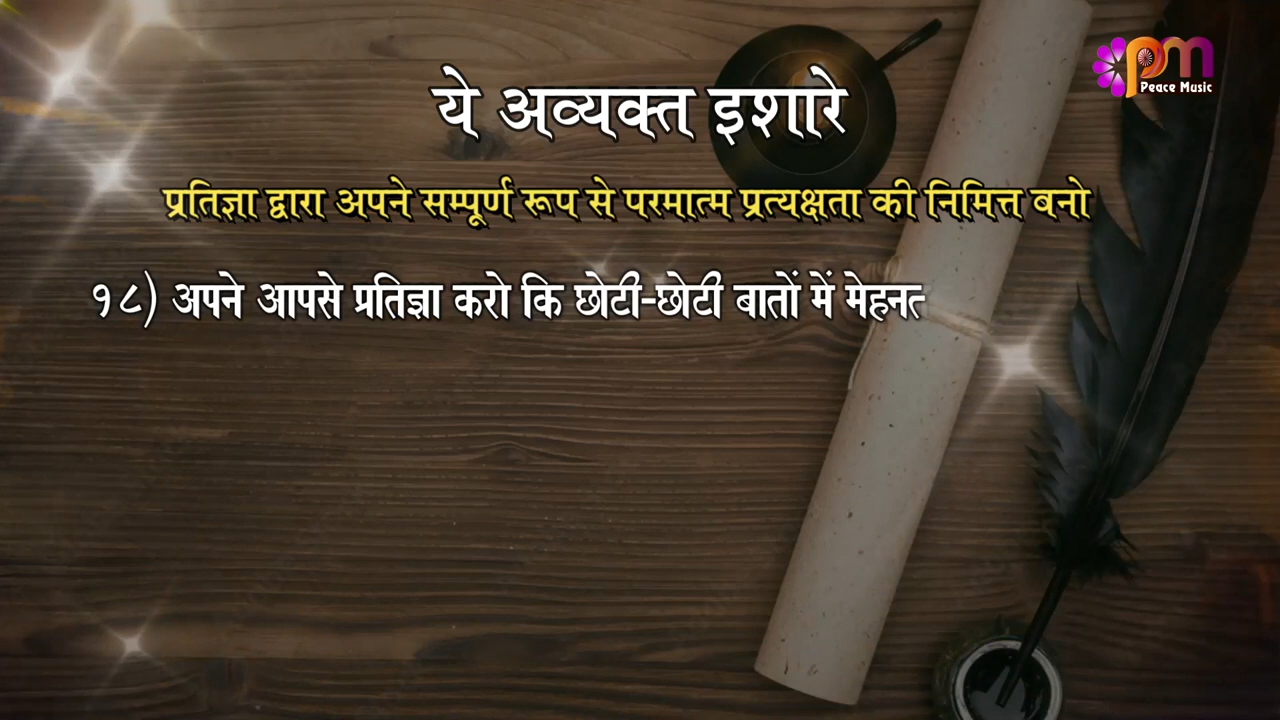 pm
Peace Music
ये अव्यक्त इशारे
प्रतिज्ञा द्वारा अपने सम्पूर्ण रूप से परमात्म प्रत्यक्षता की निमित्त बनो
१८) अपने आपसे प्रतिज्ञा करो कि छोटी-छोटी बातों में मेहनत